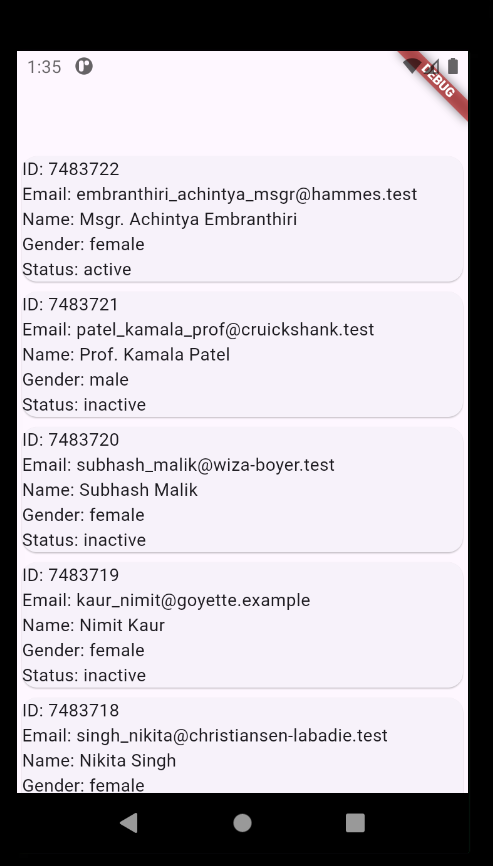 1:35
DEBUG
ID: 7483722
Email: embranthiri_achintya_msgr@hammes.test
Name: Msgr. Achintya Embranthiri
Gender: female
Status: active
ID: 7483721
Email: patel_kamala_prof@cruickshank.test
Name: Prof. Kamala Patel
Gender: male
Status: inactive
ID: 7483720
Email: subhash_malik@wiza-boyer.test
Name: Subhash Malik
Gender: female
Status: inactive
ID: 7483719
Email: kaur_nimit@goyette.example
Name: Nimit Kaur
Gender: female
Status: inactive
ID: 7483718
Email: singh_nikita@christiansen-labadie.test
Name: Nikita Singh
Gender: female